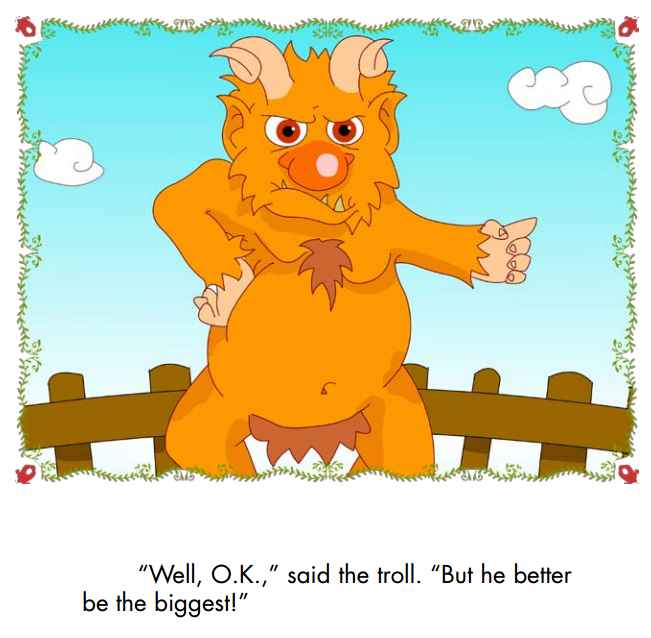 “Well, O.K.,” said the troll. “But he better
be the biggest!”